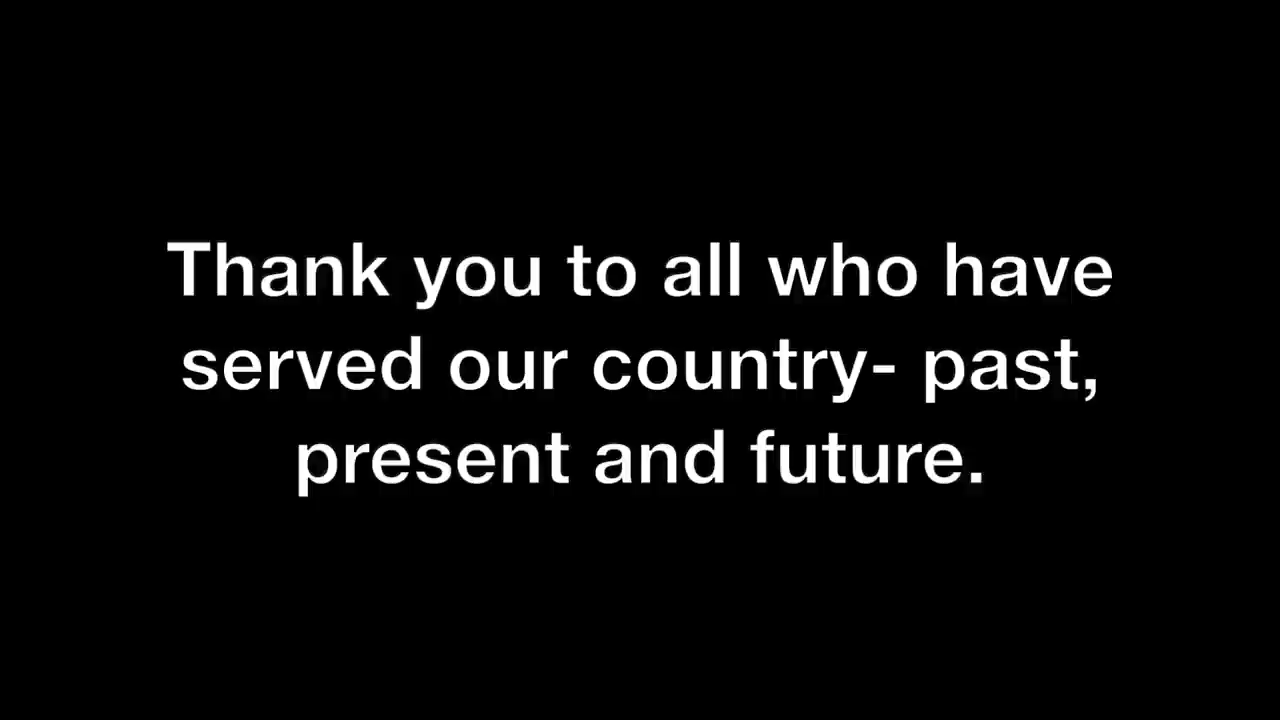 Thank you to all who have
served our country- past,
present and future.